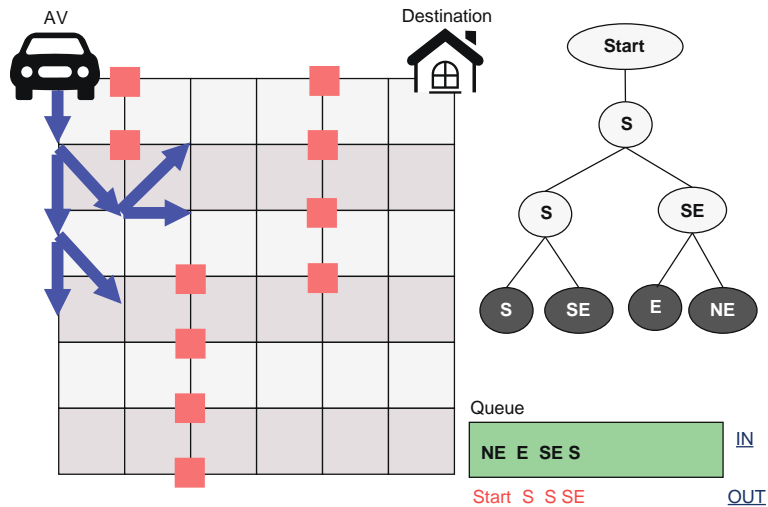 AV
Destination
Start
S
S SE
S SE E NE
Queue
NE E SE S
IN
Start S S SE
OUT